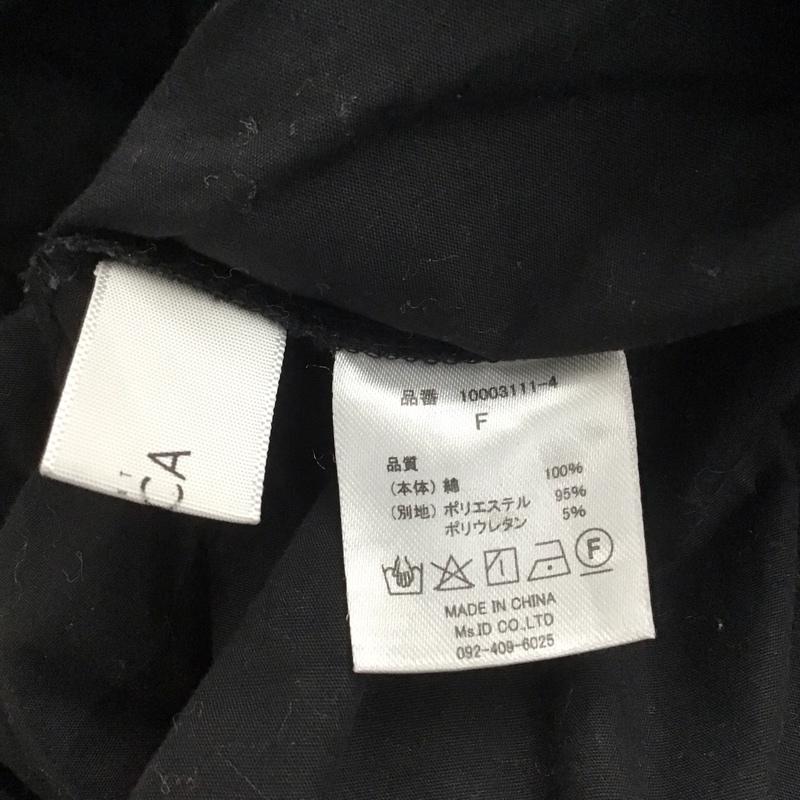 品番 10003111-4
F
品質
(本体) 綿 100%
(別地) ポリエステル 95%
ポリウレタン 5%
F
MADE IN CHINA
Ms.ID CO.,LTD
092-409-6025
CA